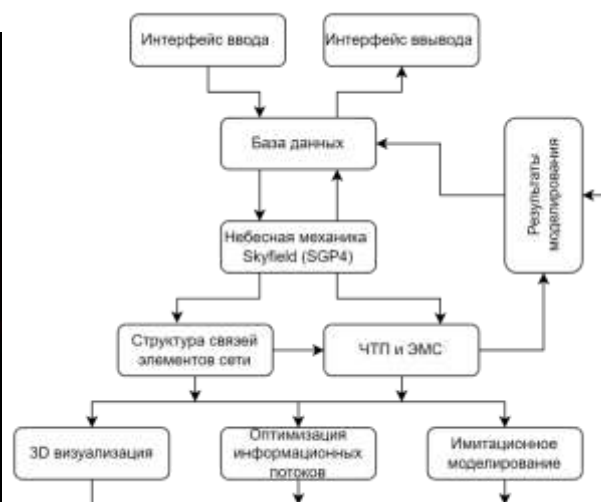 Интерфейс ввода
Интерфейс ввывода
База данных
Результаты
моделирования
Небесная механика
Skyfield (SGP4)
Структура связей
элементов сети
ЧТП и ЭМС
3D визуализация
Оптимизация
информационных
потоков
Имитационное
моделирование